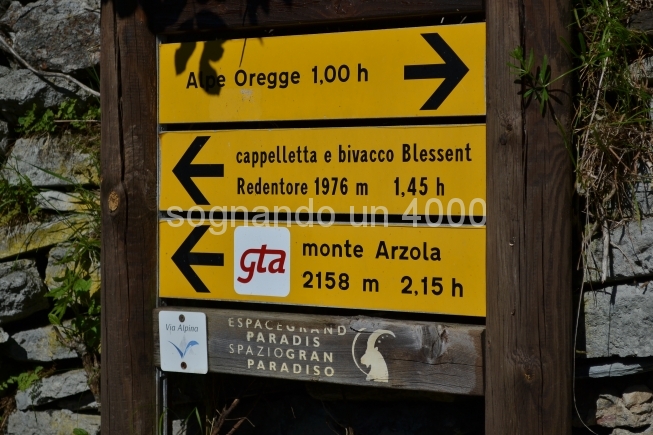 Alpe Oregge 1,00 h
cappelletta e bivacco Blessent
Redentore 1976 m 1,45 h
sognando un 4000
gta monte Arzola
2158 m 2,15 h
Via Alpina
ESPACEGRAND
PARADIS
SPAZIOGRAN
PARADISO